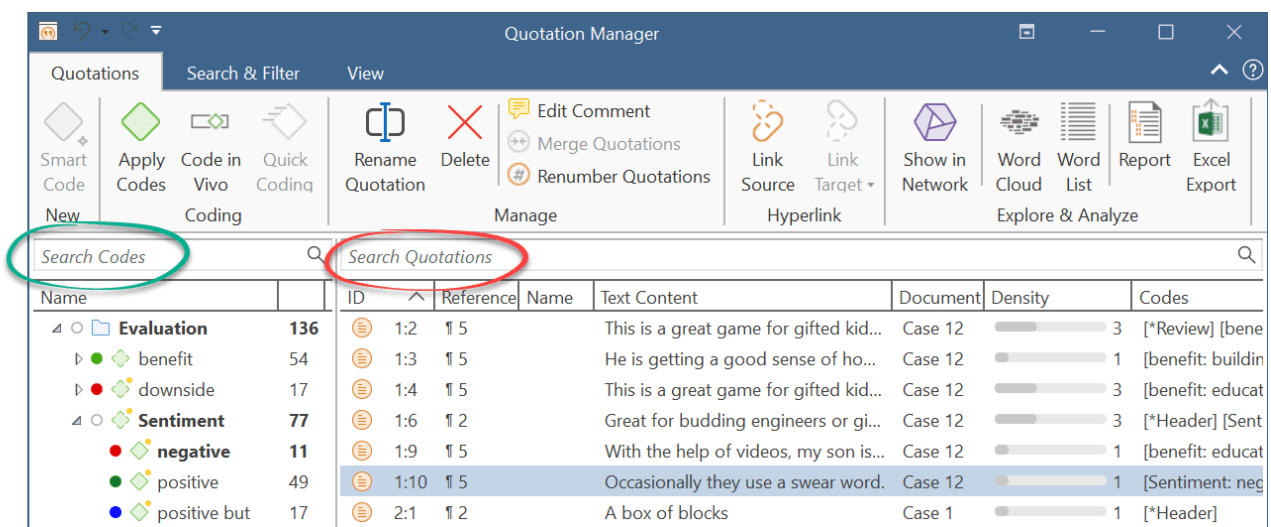 Quotation Manager
Quotations Search & Filter View
Smart Code
Apply Codes
Code in Vivo
Quick Coding
Rename Quotation
Delete
Edit Comment
Merge Quotations
Renumber Quotations
Link Source
Link Target
Show in Network
Word Cloud
Word List
Report
Excel Export
New Coding Manage Hyperlink Explore & Analyze
Search Codes Search Quotations
Name ID Reference Name Text Content Document Density Codes
Evaluation 136 1:2 ¶ 5 This is a great game for gifted kid... Case 12 3 [*Review] [bene
benefit 54 1:3 ¶ 5 He is getting a good sense of ho... Case 12 1 [benefit: buildin
downside 17 1:4 ¶ 5 This is a great game for gifted kid... Case 12 3 [benefit: educat
Sentiment 77 1:6 ¶ 2 Great for budding engineers or gi... Case 12 3 [*Header] [Sent
negative 11 1:9 ¶ 5 With the help of videos, my son is... Case 12 1 [benefit: educat
positive 49 1:10 ¶ 5 Occasionally they use a swear word. Case 12 1 [Sentiment: neg
positive but 17 2:1 ¶ 2 A box of blocks Case 1 1 [*Header]